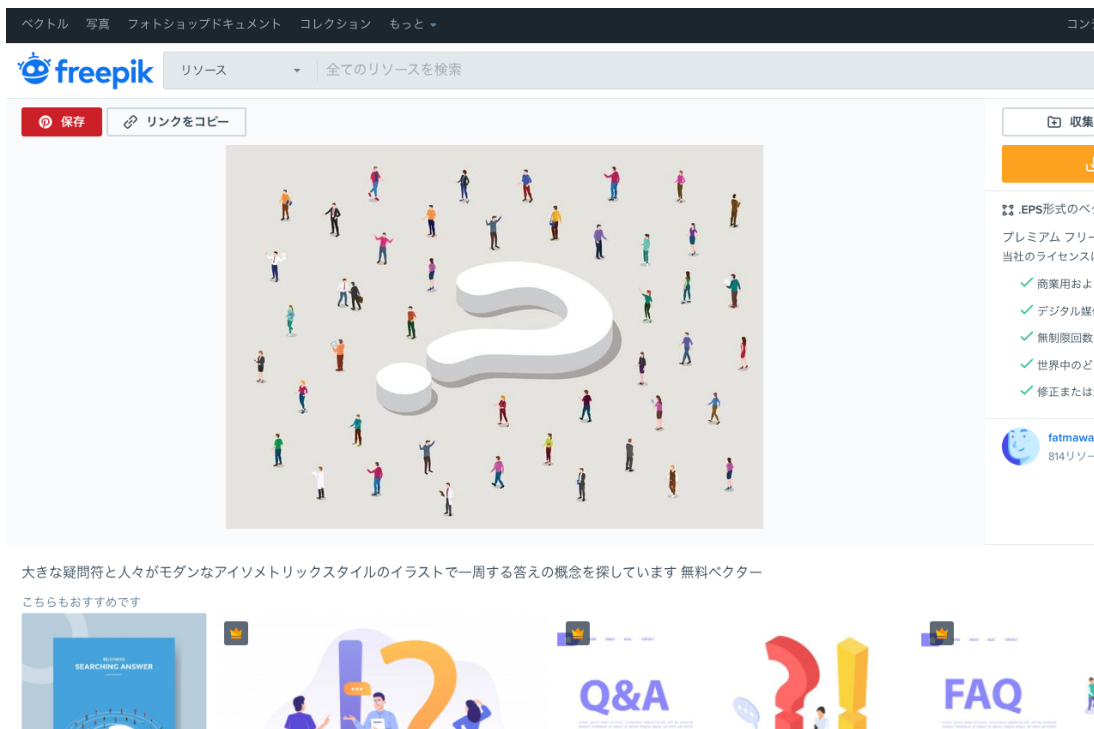 ベクトル 写真 フォトショップドキュメント コレクション もっと
freepik
リソース
全てのリソースを検索
保存
リンクをコピー
収集
.EPS形式のベ
プレミアム フリー
当社のライセンスに
商業用およ
デジタル媒
無制限回数
世界中のど
修正または
fatmawa
814リソー
大きな疑問符と人々がモダンなアイソメトリックスタイルのイラストで一周する答えの概念を探しています 無料ベクター
こちらもおすすめです
SEARCHING ANSWER
Q&A
FAQ